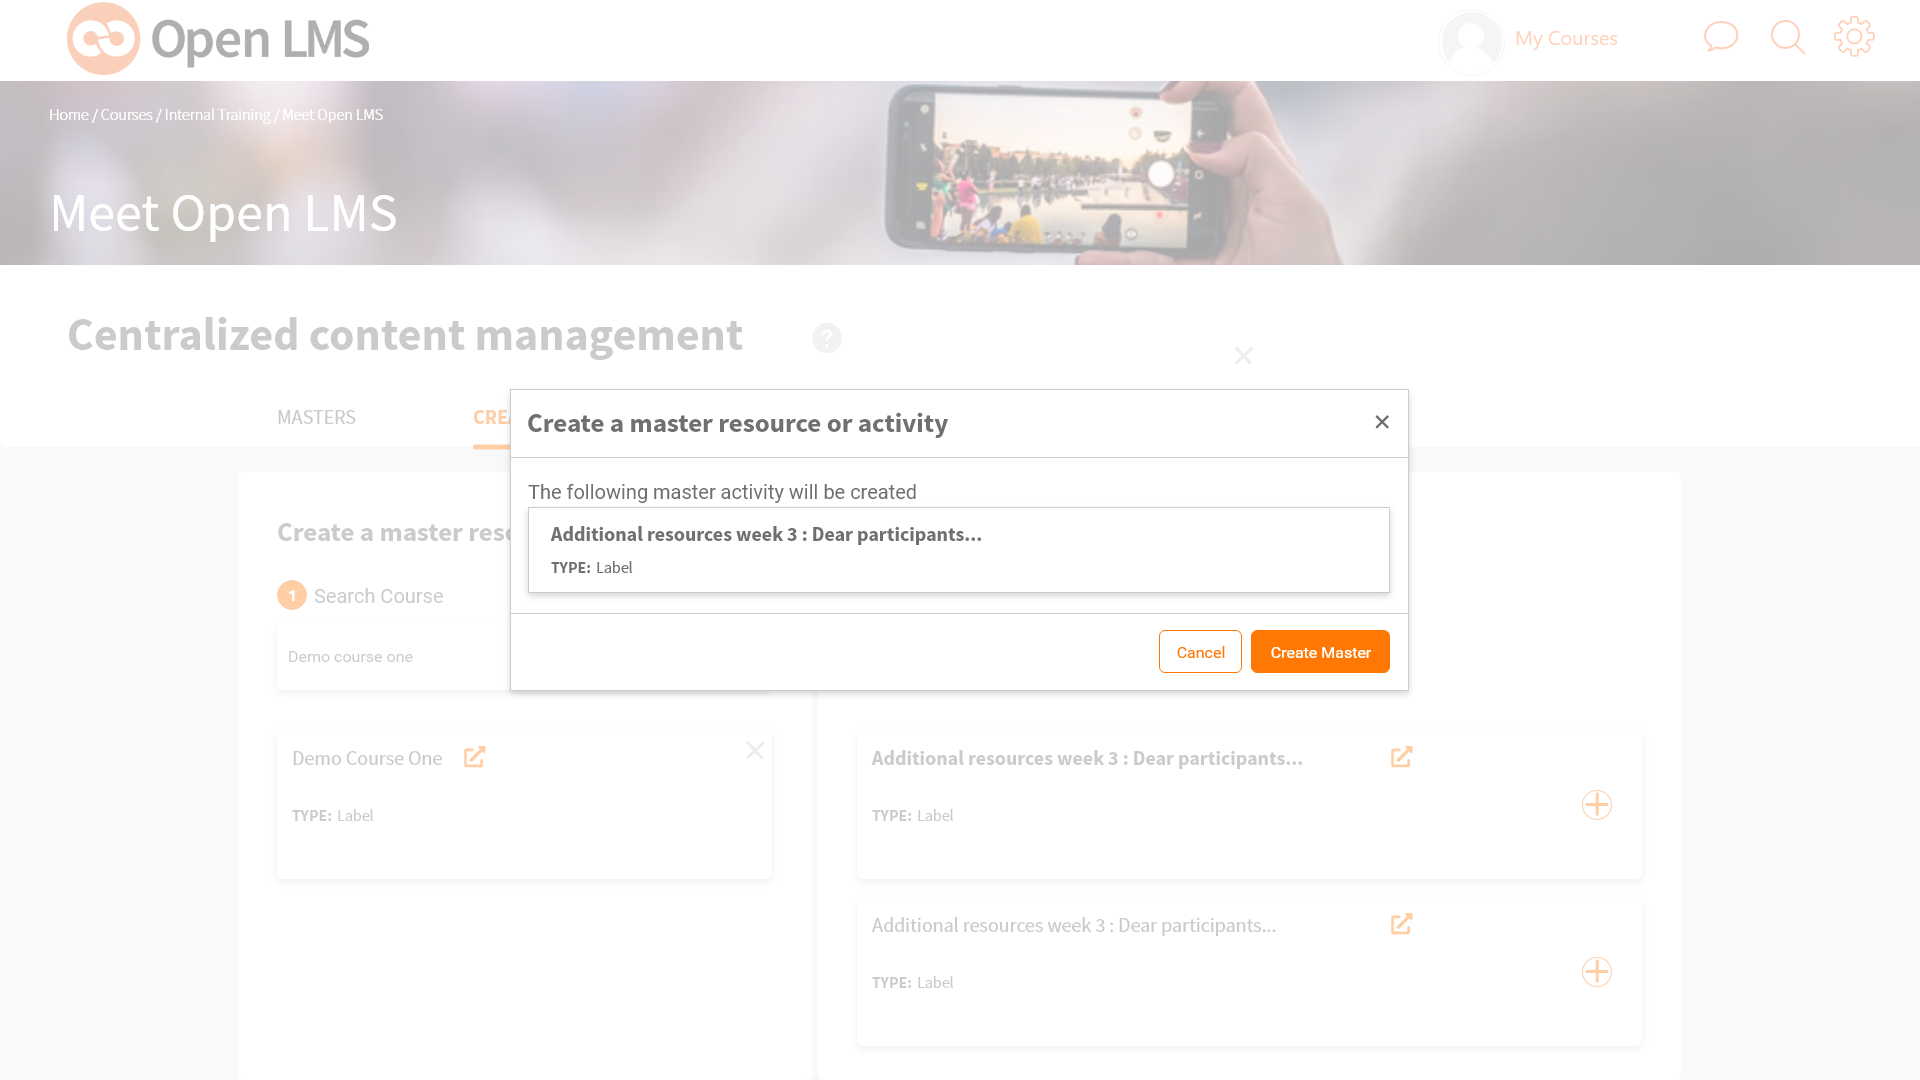 Open LMS
My Courses
Home / Courses / Internal Training / Meet Open LMS
Meet Open LMS
Centralized content management
?
MASTERS
CREA
Create a master resource or activity
The following master activity will be created
Additional resources week 3 : Dear participants...
TYPE: Label
Cancel
Create Master
Create a master reso
1 Search Course
Demo course one
Demo Course One
TYPE: Label
Additional resources week 3 : Dear participants...
TYPE: Label
Additional resources week 3 : Dear participants...
TYPE: Label